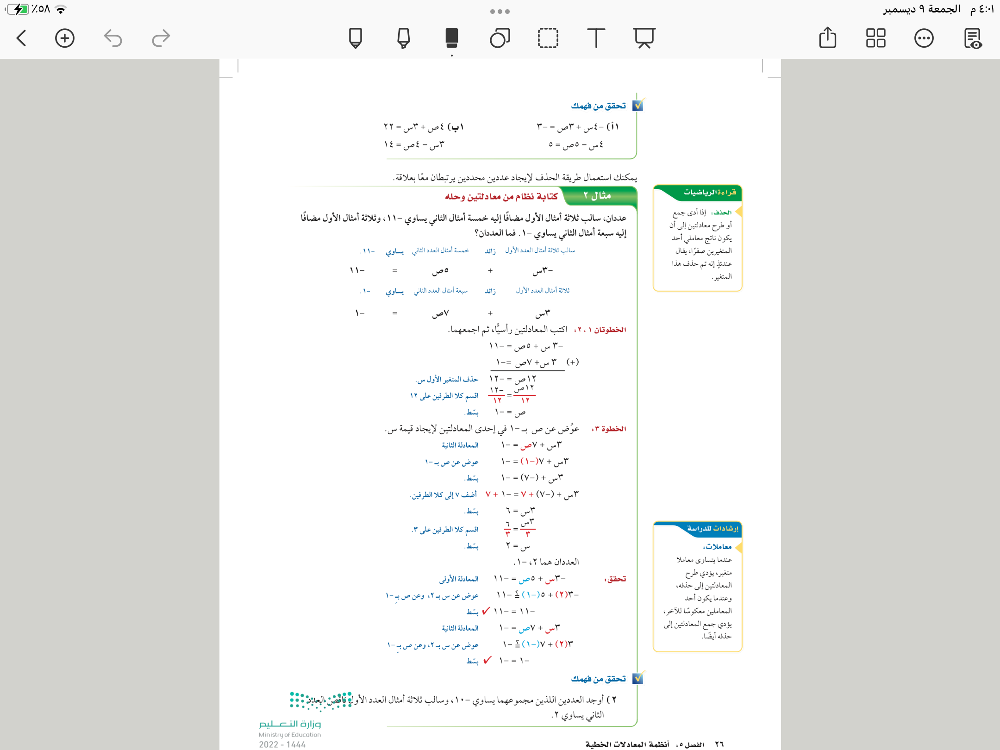 ٤:٠١ م الجمعة ٩ ديسمبر
٥٨٪
تحقق من فهمك
١أ) –٤س + ٣ص = –٣
٤س – ٥ص = ٥
١ب) ٤ص + ٣س = ٢٢
٣س – ٤ص = ١٤
يمكنك استعمال طريقة الحذف لإيجاد عددين محددين يرتبطان معًا بعلاقة.
مثال ٢ كتابة نظام من معادلتين وحله
عددان، سالب ثلاثة أمثال الأول مضافًا إليه خمسة أمثال الثاني يساوي –١١، وثلاثة أمثال الأول مضافًا
إليه سبعة أمثال الثاني يساوي –١. فما العددان؟
سالب ثلاثة أمثال العدد الأول زائد خمسة أمثال العدد الثاني يساوي –١١.
–٣س + ٥ص = –١١
ثلاثة أمثال العدد الأول زائد سبعة أمثال العدد الثاني يساوي –١.
٣س + ٧ص = –١
الخطوتان ١ ، ٢: اكتب المعادلتين رأسيًّا، ثم اجمعهما.
–٣ س + ٥ص = –١١
(+) ٣ س+ ٧ص =–١
١٢ص = –١٢ حذف المتغير الأول س.
١٢ص/١٢ = –١٢/١٢ اقسم كلا الطرفين على ١٢
ص = –١ بسّط.
الخطوة ٣: عوِّض عن ص بـ –١ في إحدى المعادلتين لإيجاد قيمة س.
٣س + ٧ص = –١ المعادلة الثانية
٣س + ٧(–١) = –١ عوض عن ص بـ –١
٣س + (–٧) = –١ بسّط.
٣س + (–٧) + ٧ = –١ + ٧ أضف ٧ إلى كلا الطرفين.
٣س = ٦ بسّط.
٣س/٣ = ٦/٣ اقسم كلا الطرفين على ٣.
س = ٢ بسّط.
العددان هما ٢، –١.
تحقق: –٣س + ٥ص = –١١ المعادلة الأولى
–٣(٢) + ٥(–١) ≟ –١١ عوض عن س بـ ٢، وعن ص بـِ –١
–١١ = –١١ ✓ بسّط
٣س + ٧ص = –١ المعادلة الثانية
٣(٢) + ٧(–١) ≟ –١ عوض عن س بـ ٢، وعن ص بـِ –١
–١ = –١ ✓ بسّط
تحقق من فهمك
٢) أوجد العددين اللذين مجموعهما يساوي –١٠، وسالب ثلاثة أمثال العدد الأول ناقص العدد
الثاني يساوي ٢.
قراءة الرياضيات
الحذف: إذا أدى جمع
أو طرح معادلتين إلى أن
يكون ناتج معاملي أحد
المتغيرين صفرًا، يقال
عندئذٍ إنه تم حذف هذا
المتغير.
إرشادات للدراسة
معاملات:
عندما يتساوى معاملا
متغير، يؤدي طرح
المعادلتين إلى حذفه،
وعندما يكون أحد
المعاملين معكوسًا للآخر،
يؤدي جمع المعادلتين إلى
حذفه أيضًا.
وزارة التعـــليم
Ministry of Education
2022 - 1444
٢٦ الفصل ٥: أنظمة المعادلات الخطية